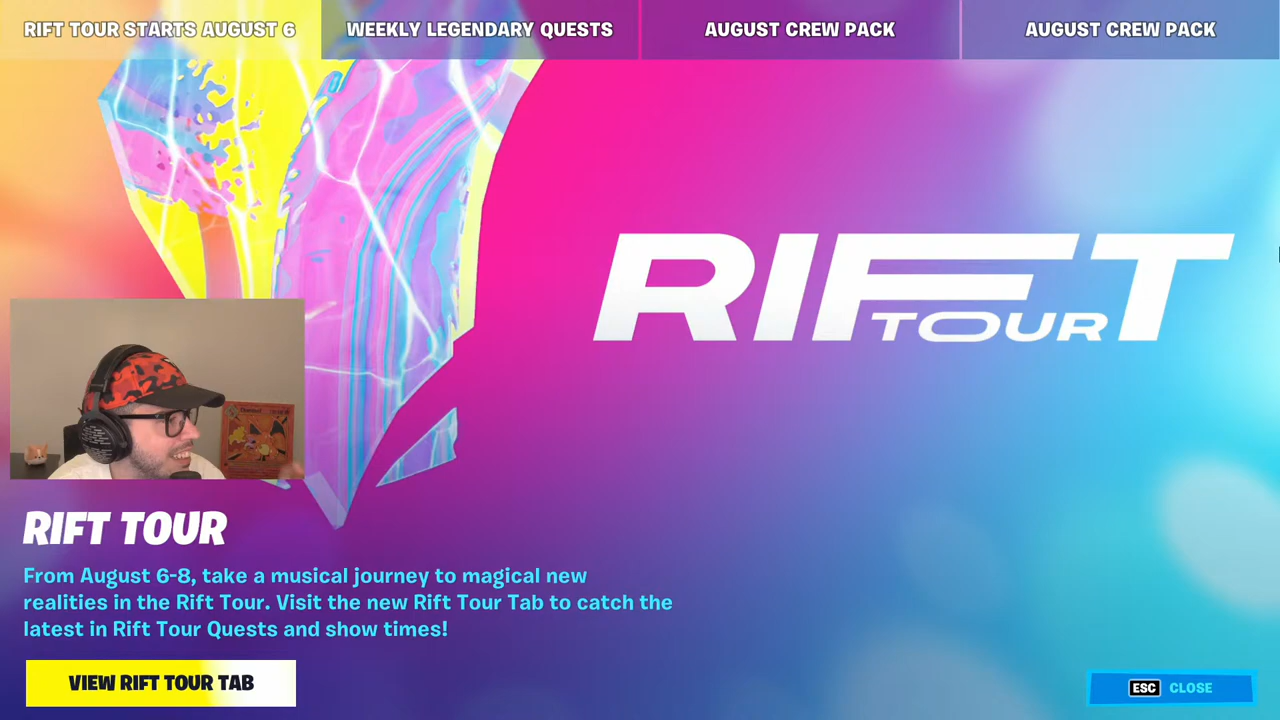 RIFT TOUR STARTS AUGUST 6
WEEKLY LEGENDARY QUESTS
AUGUST CREW PACK
AUGUST CREW PACK
RIFT
TOUR
RIFT TOUR
From August 6-8, take a musical journey to magical new
realities in the Rift Tour. Visit the new Rift Tour Tab to catch the
latest in Rift Tour Quests and show times!
VIEW RIFT TOUR TAB
ESC CLOSE